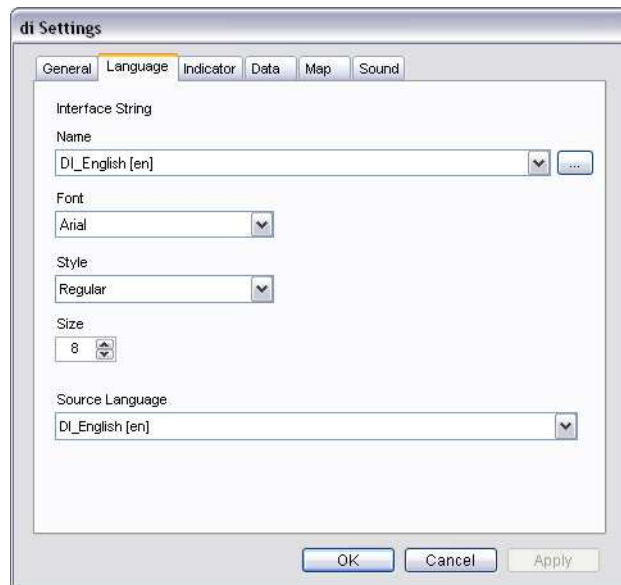 di Settings
General Language Indicator Data Map Sound
Interface String
Name
DI_English [en]
...
Font
Arial
Style
Regular
Size
8
Source Language
DI_English [en]
OK Cancel Apply